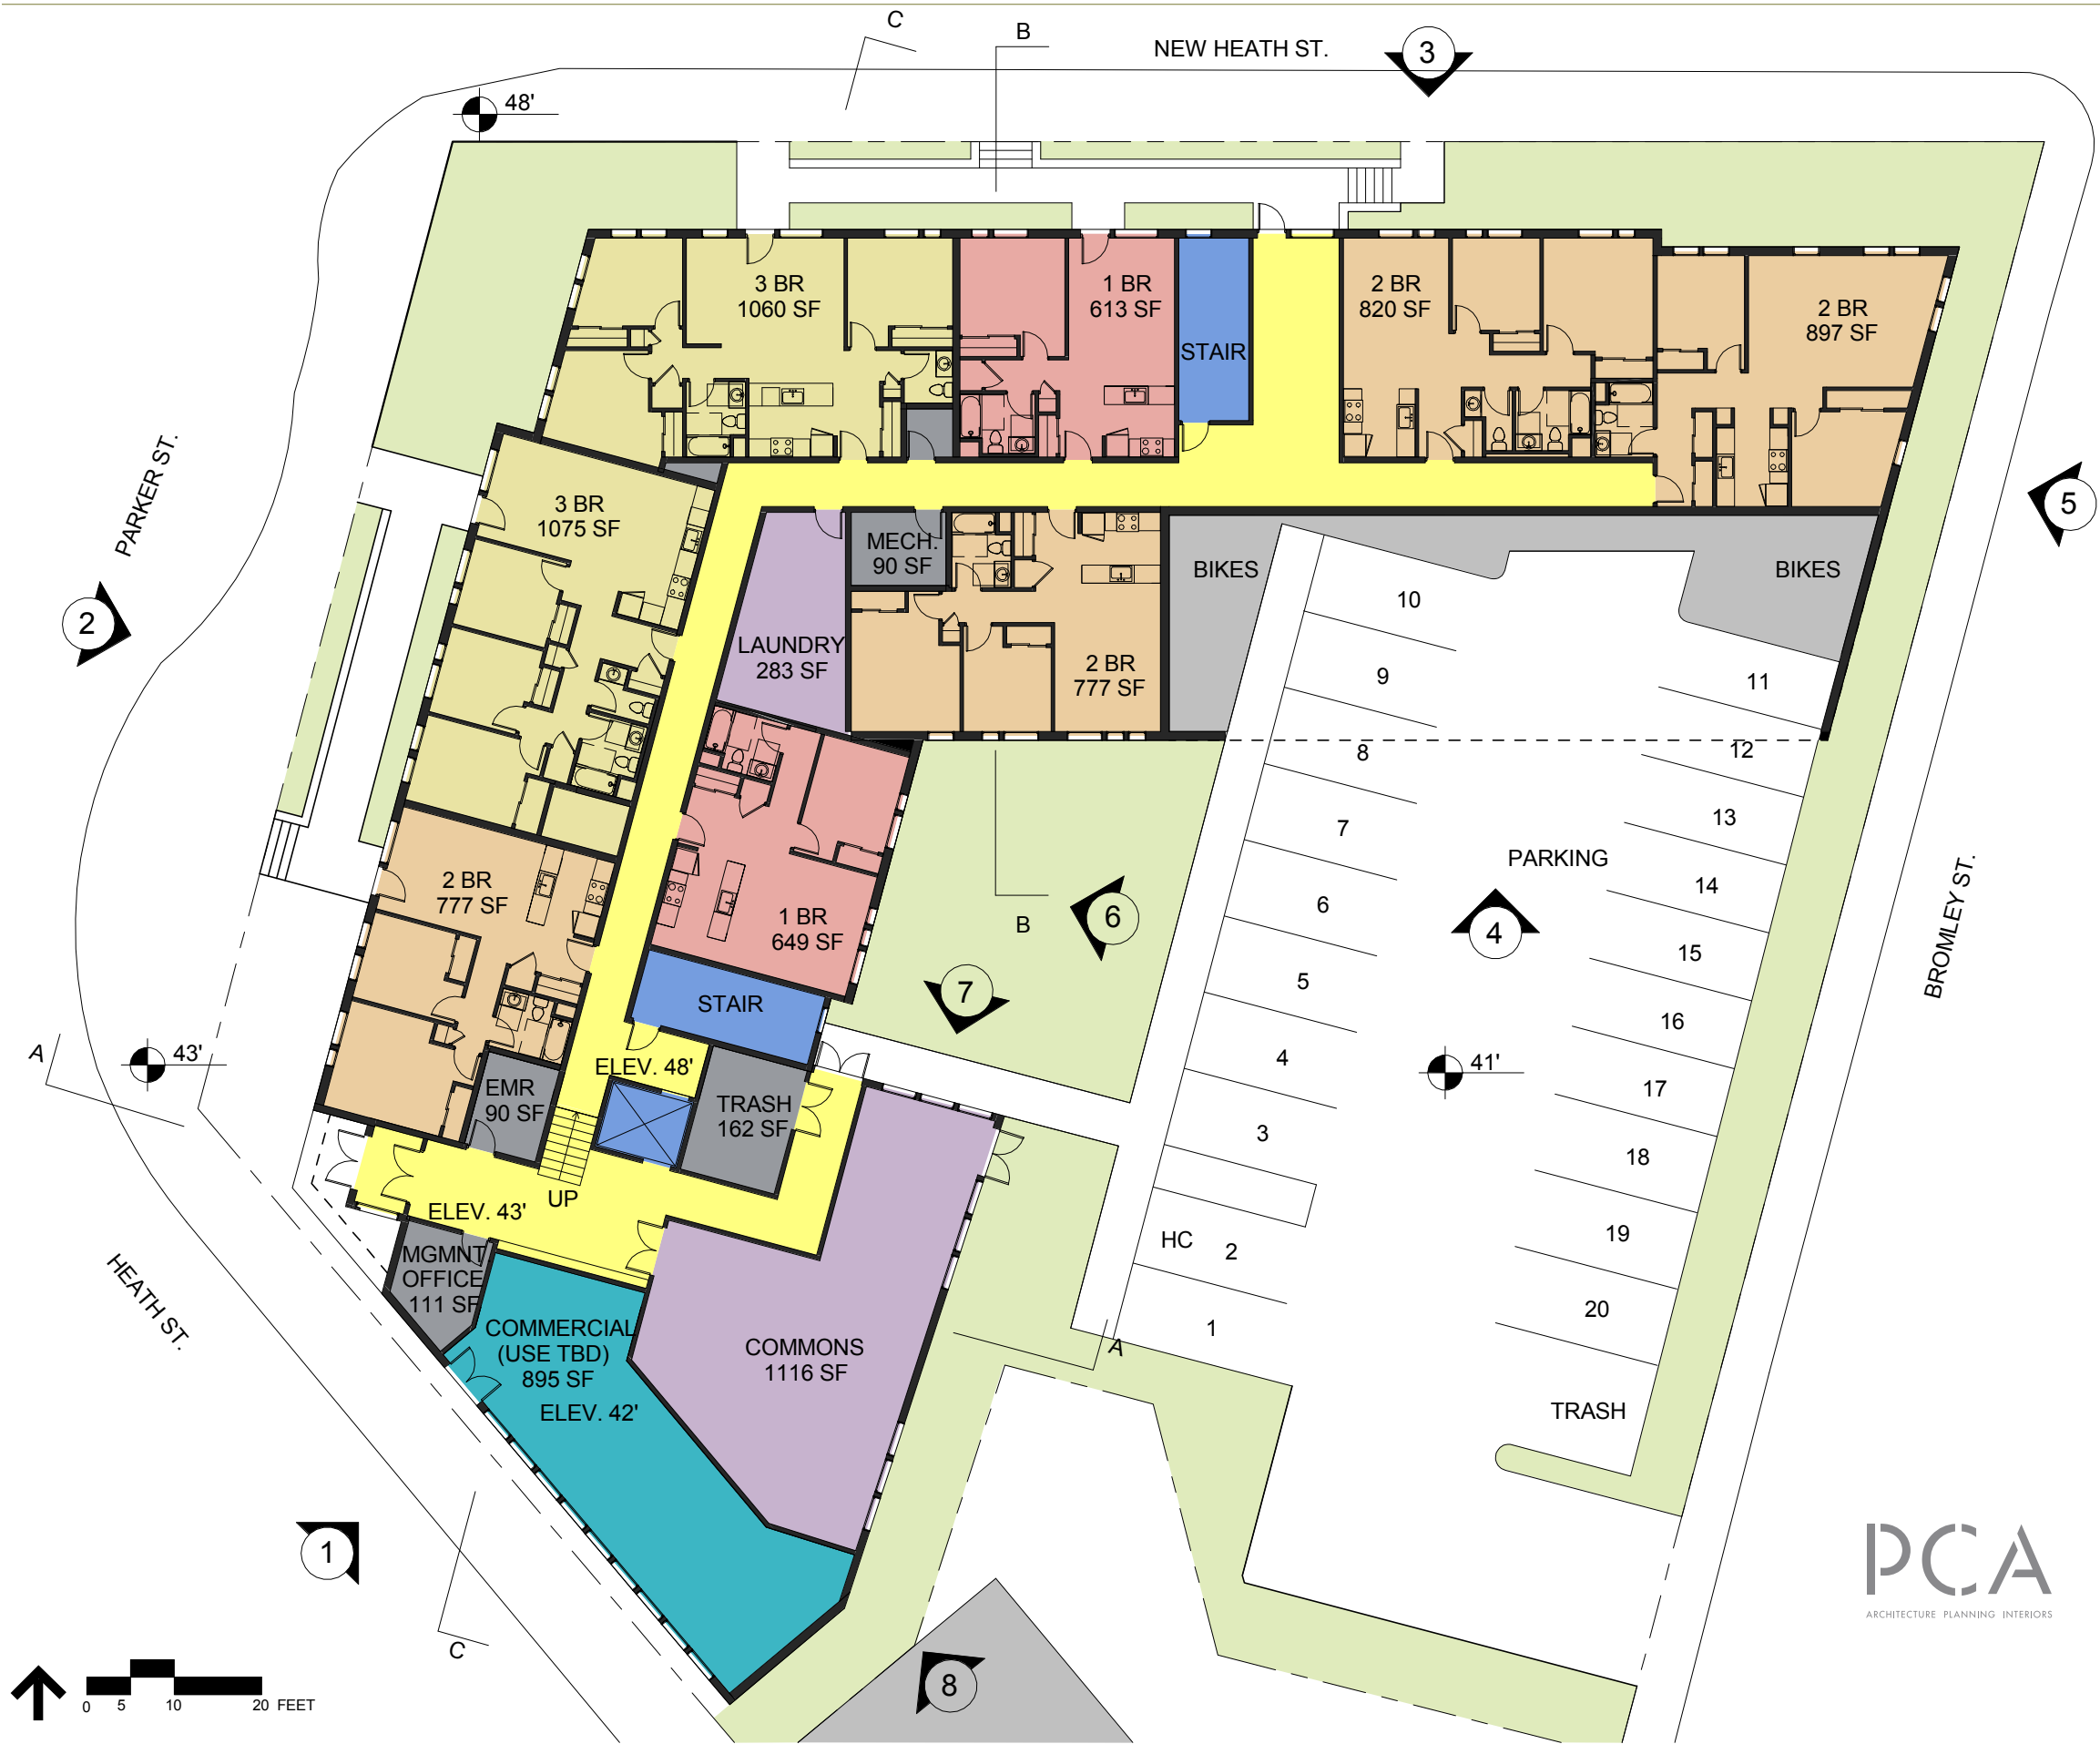 C
B
NEW HEATH ST.
3
48'
3 BR
1060 SF
1 BR
613 SF
STAIR
2 BR
820 SF
2 BR
897 SF
PARKER ST.
3 BR
1075 SF
5
MECH.
90 SF
BIKES
BIKES
10
2
LAUNDRY
283 SF
2 BR
777 SF
9
11
8
12
7
13
PARKING
2 BR
777 SF
14
1 BR
649 SF
6
B
6
4
BROMLEY ST.
15
5
7
STAIR
16
A
43'
ELEV. 48'
4
41'
EMR
90 SF
TRASH
162 SF
17
3
18
UP
ELEV. 43'
HC
2
19
MGMNT
OFFICE
111 SF
HEATH ST.
20
COMMERCIAL
(USE TBD)
895 SF
ELEV. 42'
COMMONS
1116 SF
1
A
TRASH
1
C
8
PCA
ARCHITECTURE PLANNING INTERIORS
0 5 10 20 FEET